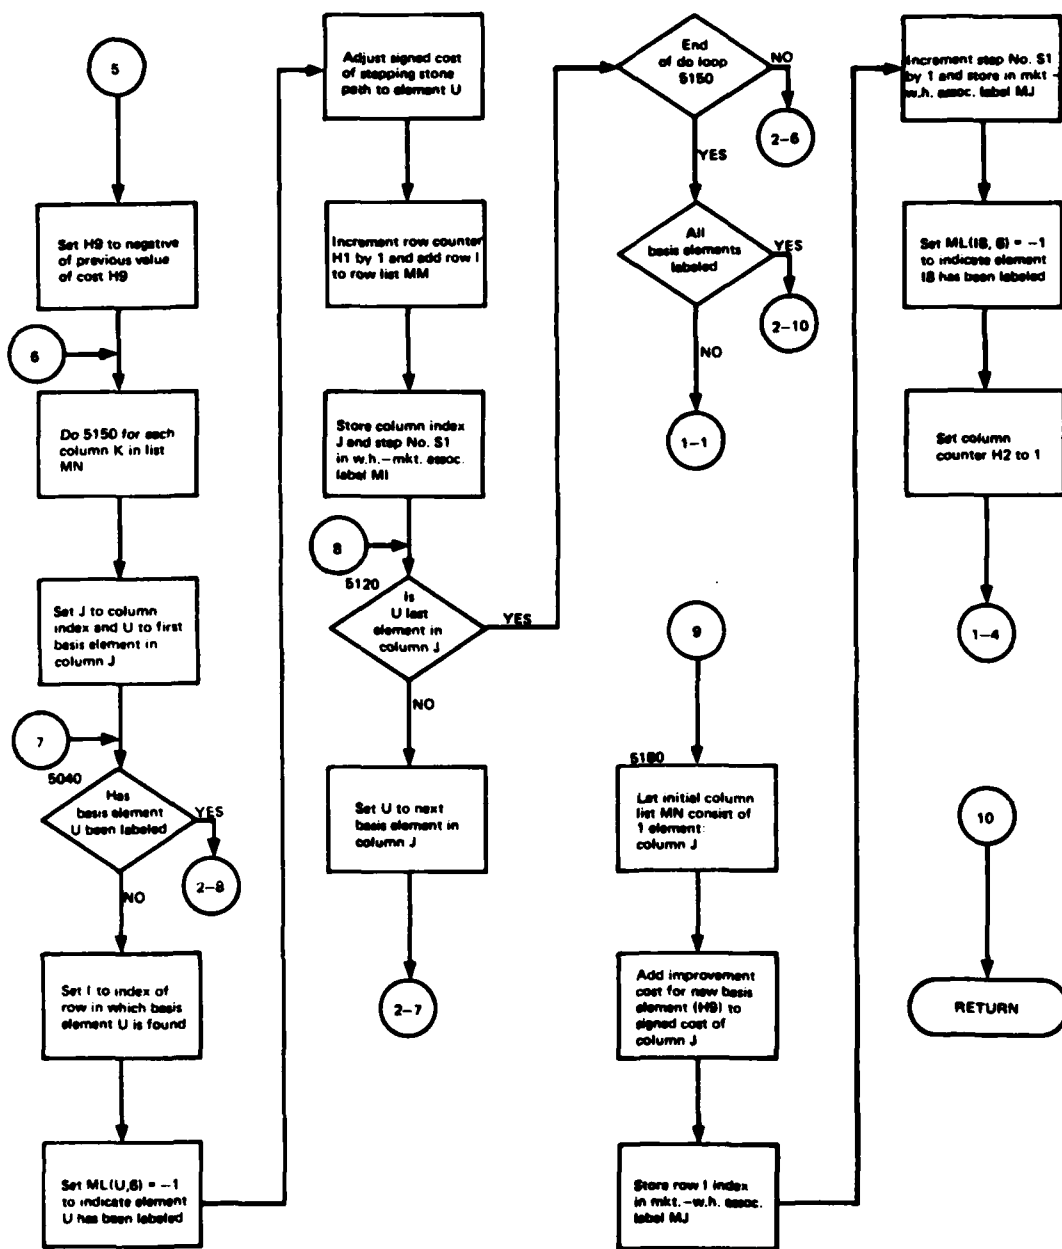 5
Set H9 to negative
of previous value
of cost H9
6
Do 5150 for each
column K in list
MN
Set J to column
index and U to first
basis element in
column J
7
5040
Has
basis element
U been labeled
YES
2-8
NO
Set I to index of
row in which basis
element U is found
Set ML(U,6) = -1
to indicate element
U has been labeled
Adjust signed cost
of stepping stone
path to element U
Increment row counter
H1 by 1 and add row I
to row list MM
Store column index
J and step No. S1
in w.h.-mkt. assoc.
label MI
8
5120
Is
U last
element in
column J
YES
NO
Set U to next
basis element in
column J
2-7
End
of do loop
5150
NO
2-6
YES
All
basis elements
labeled
YES
2-10
NO
1-1
9
5180
Let initial column
list MN consist of
1 element:
column J
Add improvement
cost for new basis
element (H9) to
signed cost of
column J
Store row I index
in mkt.-w.h. assoc.
label MJ
Increment step No. S1
by 1 and store in mkt -
w.h. assoc. label MJ
Set ML(I8, 6) = -1
to indicate element
I8 has been labeled
Set column
counter H2 to 1
1-4
10
RETURN